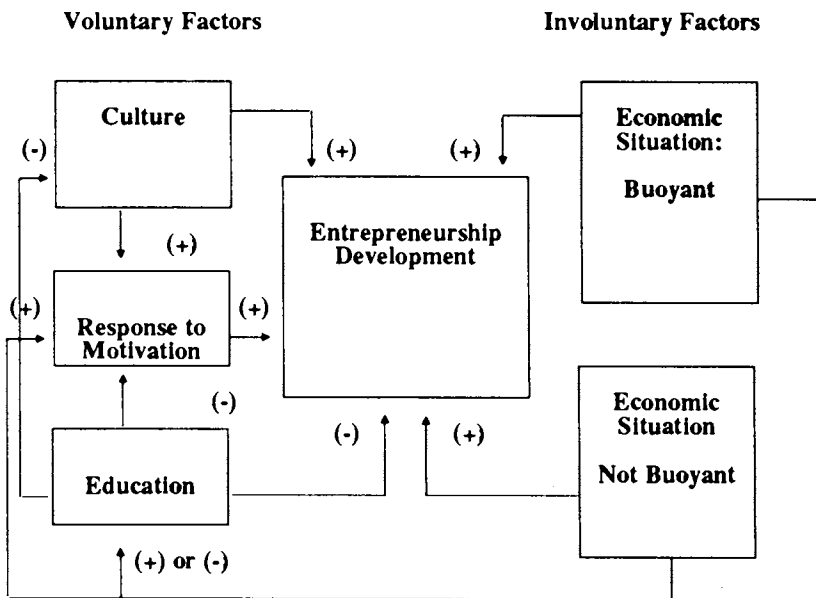 Voluntary Factors
Involuntary Factors
Culture
(-)
(+)
(+)
Economic
Situation:
Buoyant
Entrepreneurship
Development
(+)
(+)
(+)
Response to
Motivation
(-)
(-)
(+)
Economic
Situation
Not Buoyant
Education
(+) or (-)